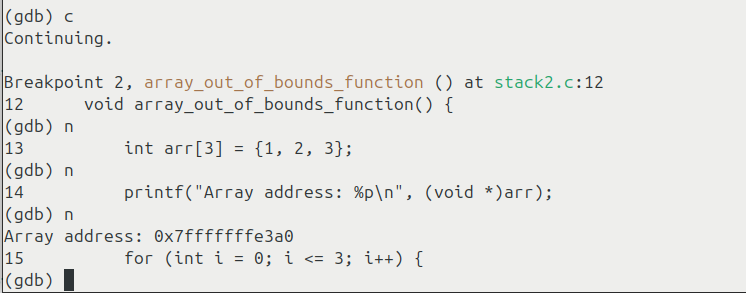 (gdb) c
Continuing.

Breakpoint 2, array_out_of_bounds_function () at stack2.c:12
12      void array_out_of_bounds_function() {
(gdb) n
13          int arr[3] = {1, 2, 3};
(gdb) n
14          printf("Array address: %p\n", (void *)arr);
(gdb) n
Array address: 0x7fffffffe3a0
15          for (int i = 0; i <= 3; i++) {
(gdb)